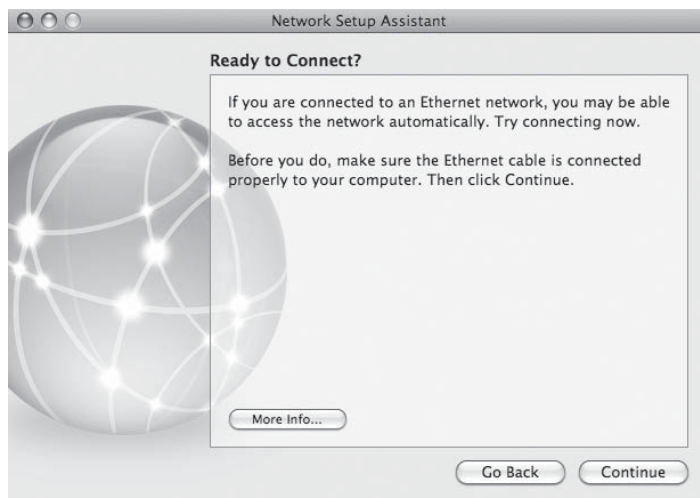 Network Setup Assistant
Ready to Connect?
If you are connected to an Ethernet network, you may be able
to access the network automatically. Try connecting now.
Before you do, make sure the Ethernet cable is connected
properly to your computer. Then click Continue.
More Info...
Go Back
Continue